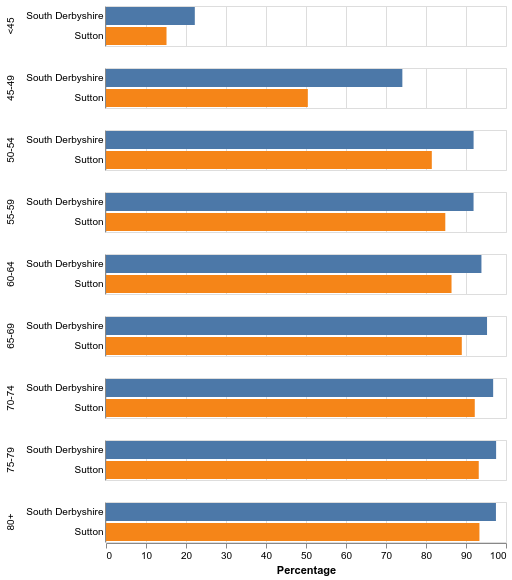 <45
South Derbyshire
Sutton
45-49
South Derbyshire
Sutton
50-54
South Derbyshire
Sutton
55-59
South Derbyshire
Sutton
60-64
South Derbyshire
Sutton
65-69
South Derbyshire
Sutton
70-74
South Derbyshire
Sutton
75-79
South Derbyshire
Sutton
80+
South Derbyshire
Sutton
0 10 20 30 40 50 60 70 80 90 100
Percentage